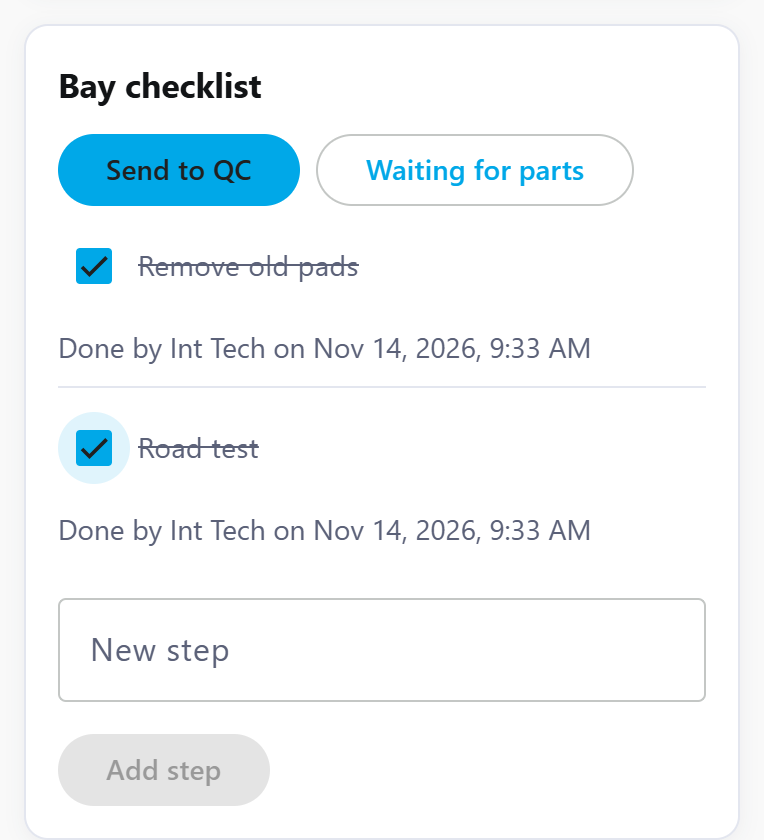 Bay checklist
Send to QC
Waiting for parts
Remove old pads
Done by Int Tech on Nov 14, 2026, 9:33 AM
Road test
Done by Int Tech on Nov 14, 2026, 9:33 AM
New step
Add step